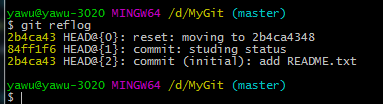 yawu@yawu-3020 MINGW64 /d/MyGit (master)
$ git reflog
2b4ca43 HEAD@{0}: reset: moving to 2b4ca4348
84ff1f6 HEAD@{1}: commit: studing status
2b4ca43 HEAD@{2}: commit (initial): add README.txt
yawu@yawu-3020 MINGW64 /d/MyGit (master)
$